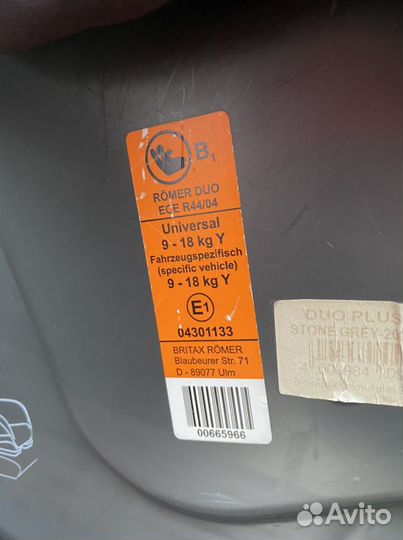 B1
RÖMER DUO
ECE R44/04
Universal
9 - 18 kg Y
Fahrzeugspezifisch
(specific vehicle)
9 - 18 kg Y
E1
04301133
BRITAX RÖMER
Blaubeurer Str. 71
D - 89077 Ulm
00665966
DUO PLUS
STONE GREY-20
Avito